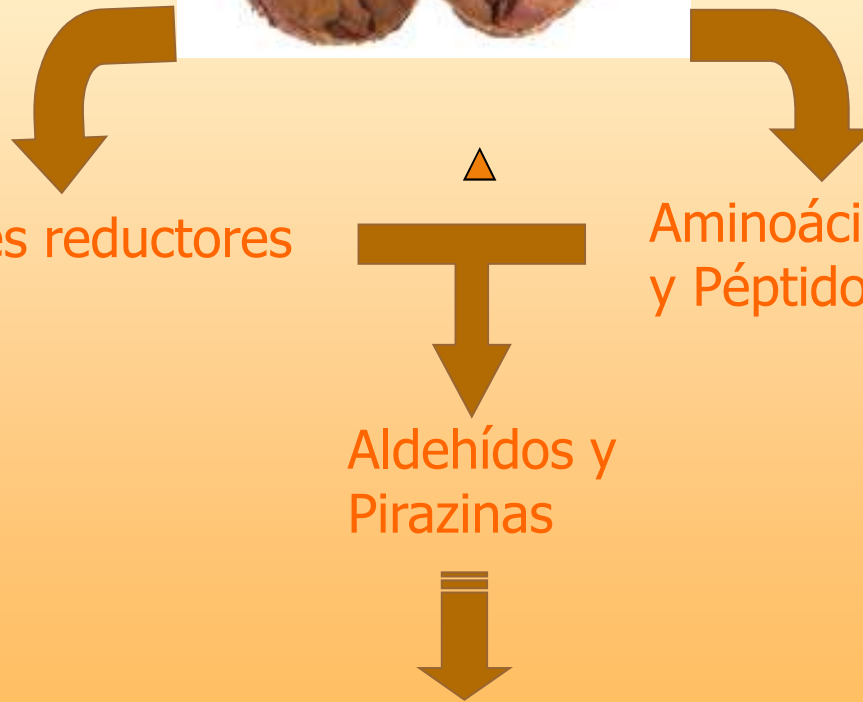 es reductores
Aminoáci
y Péptido
Aldehídos y
Pirazinas